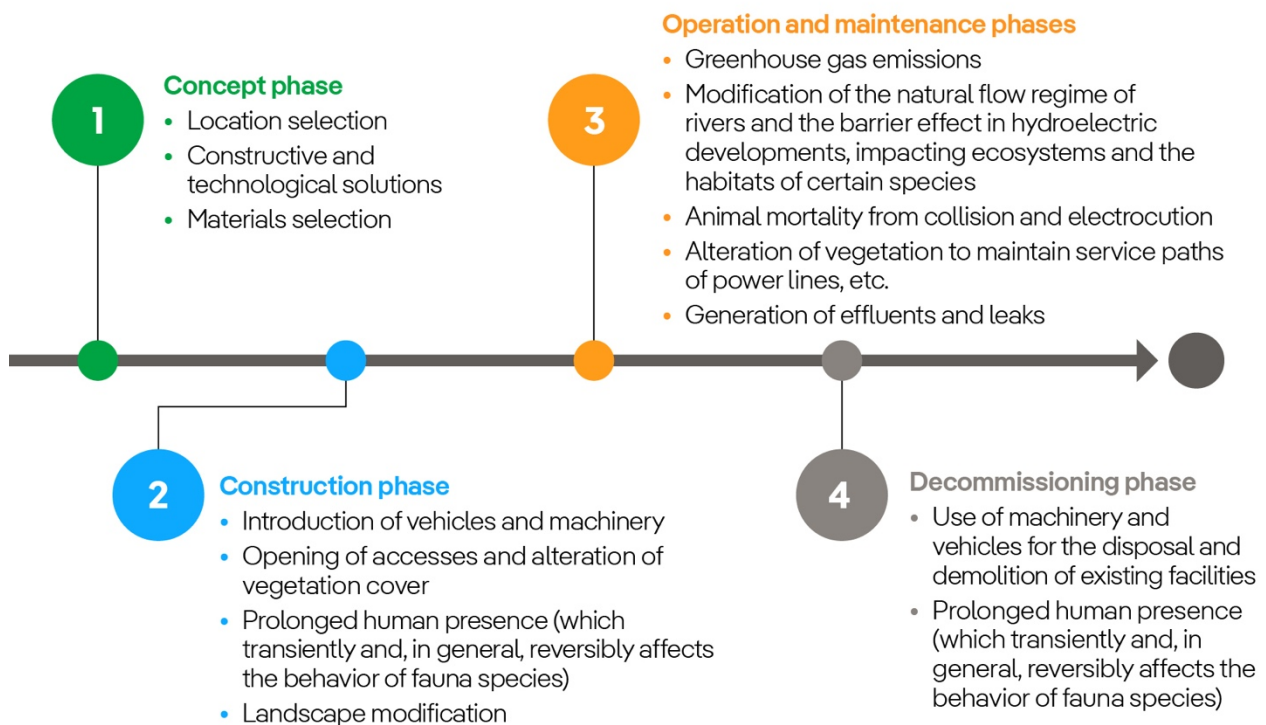 1
Concept phase
• Location selection
• Constructive and
technological solutions
• Materials selection
2
Construction phase
• Introduction of vehicles and machinery
• Opening of accesses and alteration of
vegetation cover
• Prolonged human presence (which
transiently and, in general, reversibly affects
the behavior of fauna species)
• Landscape modification
3
Operation and maintenance phases
• Greenhouse gas emissions
• Modification of the natural flow regime of
rivers and the barrier effect in hydroelectric
developments, impacting ecosystems and the
habitats of certain species
• Animal mortality from collision and electrocution
• Alteration of vegetation to maintain service paths
of power lines, etc.
• Generation of effluents and leaks
4
Decommissioning phase
• Use of machinery and
vehicles for the disposal and
demolition of existing facilities
• Prolonged human presence
(which transiently and, in
general, reversibly affects the
behavior of fauna species)